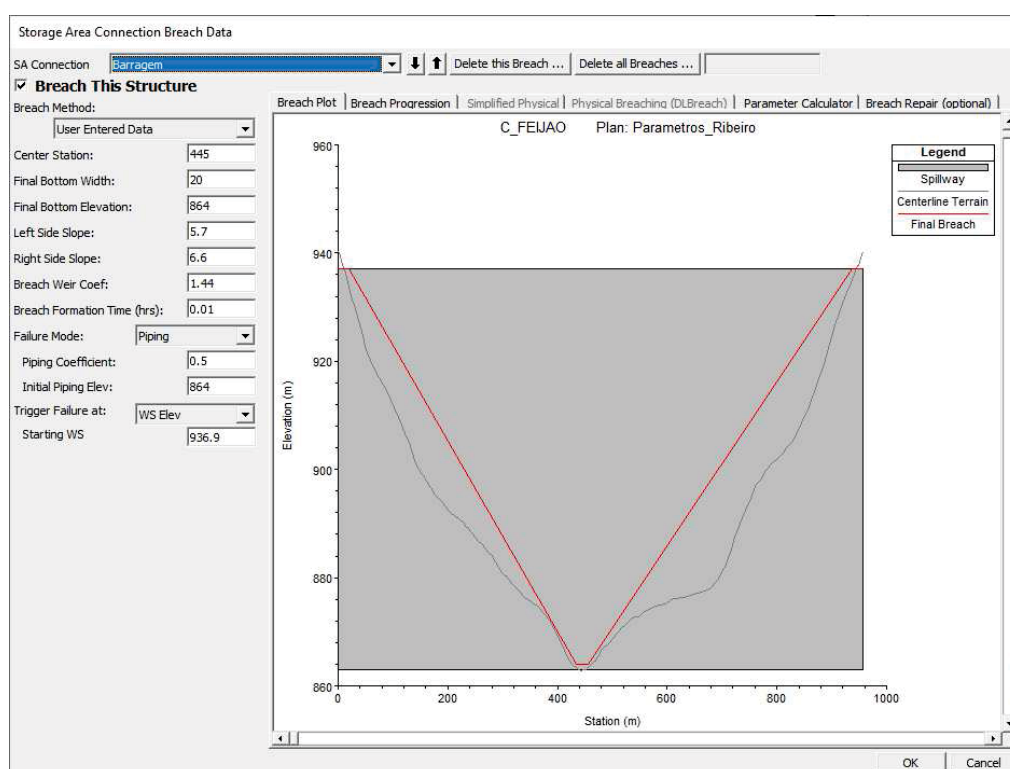 Storage Area Connection Breach Data
SA Connection Barragem Delete this Breach ... Delete all Breaches ...
Breach This Structure
Breach Method:
User Entered Data
Center Station: 445
Final Bottom Width: 20
Final Bottom Elevation: 864
Left Side Slope: 5.7
Right Side Slope: 6.6
Breach Weir Coef: 1.44
Breach Formation Time (hrs): 0.01
Failure Mode: Piping
Piping Coefficient: 0.5
Initial Piping Elev: 864
Trigger Failure at: WS Elev
Starting WS 936.9
Breach Plot Breach Progression Simplified Physical Physical Breaching (DLBreach) Parameter Calculator Breach Repair (optional)
C_FEIJAO Plan: Parametros_Ribeiro
Legend
Spillway
Centerline Terrain
Final Breach
Elevation (m)
960
940
920
900
880
860
0 200 400 600 800 1000
Station (m)
OK Cancel